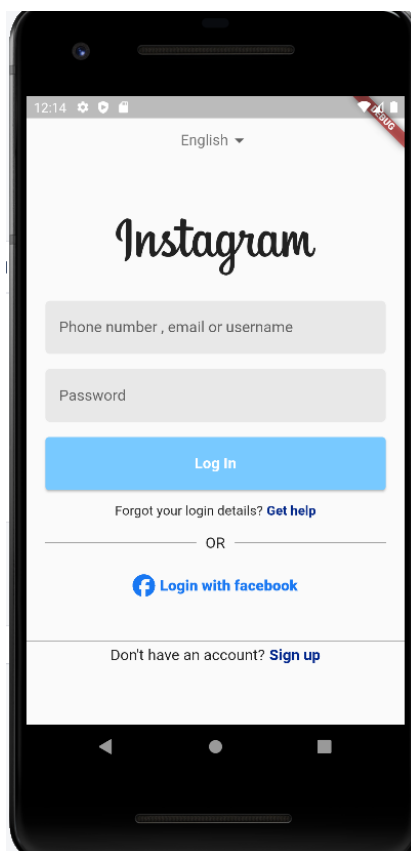 12:14
DEBUG
English
Instagram
Phone number , email or username
Password
Log In
Forgot your login details? Get help
OR
Login with facebook
Don't have an account? Sign up